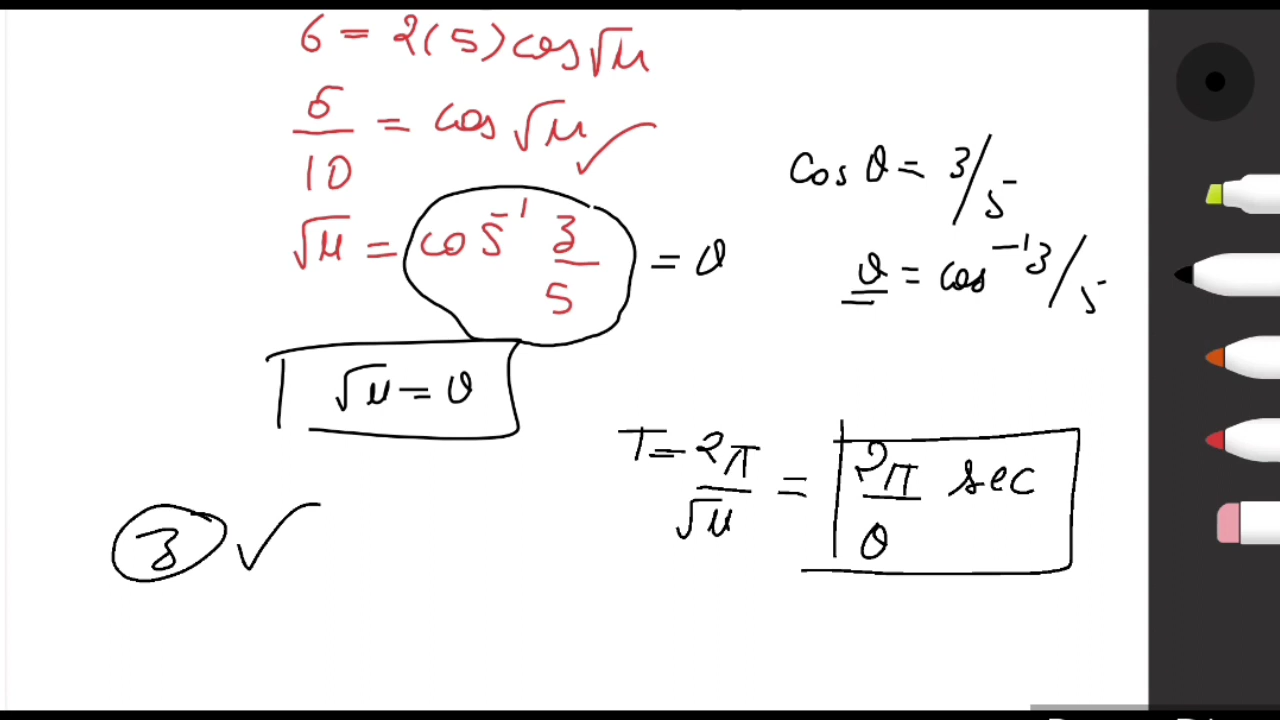 6 = 2(5) cos√μ
6/10 = cos √μ ✓
cos θ = 3/5
√μ = cos⁻¹ 3/5 = θ
θ = cos⁻¹ 3/5
√μ = θ
T = 2π/√μ = 2π/θ sec
3 ✓